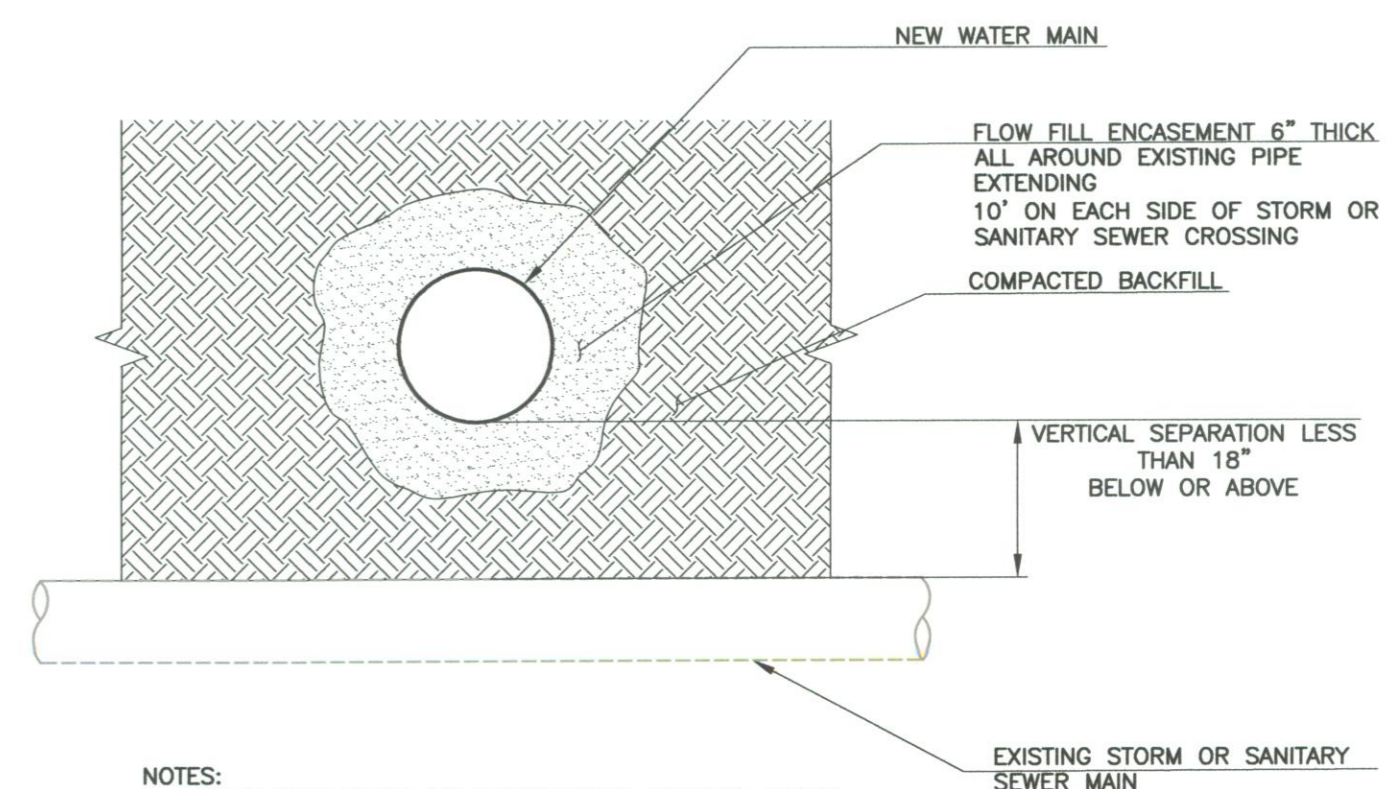 NEW WATER MAIN
FLOW FILL ENCASEMENT 6" THICK
ALL AROUND EXISTING PIPE
EXTENDING
10' ON EACH SIDE OF STORM OR
SANITARY SEWER CROSSING
COMPACTED BACKFILL
VERTICAL SEPARATION LESS
THAN 18"
BELOW OR ABOVE
EXISTING STORM OR SANITARY
SEWER MAIN
NOTES: